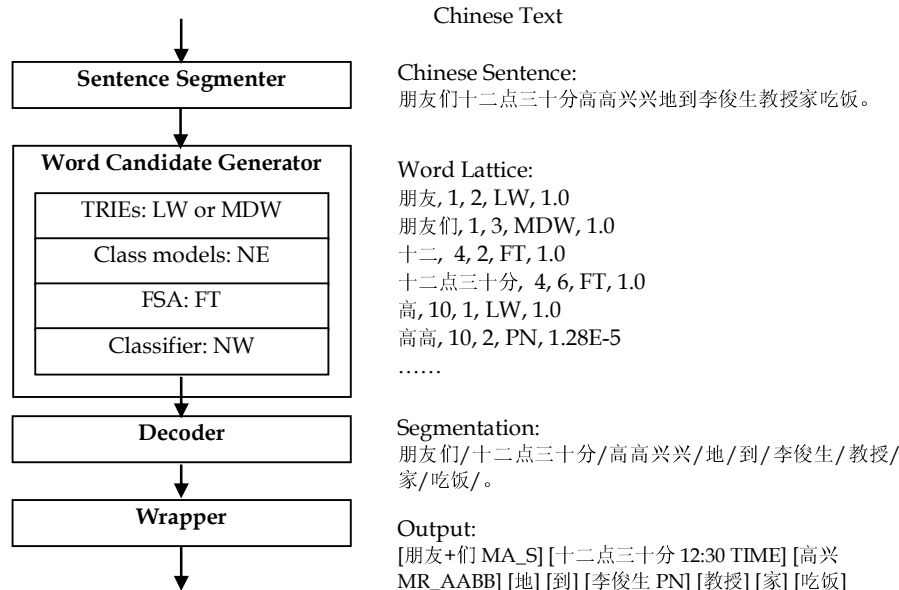 Chinese Text
Sentence Segmenter
Chinese Sentence:
朋友们十二点三十分高高兴兴地到李俊生教授家吃饭。
Word Candidate Generator
TRIEs: LW or MDW
Class models: NE
FSA: FT
Classifier: NW
Word Lattice:
朋友, 1, 2, LW, 1.0
朋友们, 1, 3, MDW, 1.0
十二, 4, 2, FT, 1.0
十二点三十分, 4, 6, FT, 1.0
高, 10, 1, LW, 1.0
高高, 10, 2, PN, 1.28E-5
……
Decoder
Segmentation:
朋友们/十二点三十分/高高兴兴/地/到/李俊生/教授/
家/吃饭/。
Wrapper
Output:
[朋友+们 MA_S] [十二点三十分 12:30 TIME] [高兴
MR_AABB] [地] [到] [李俊生 PN] [教授] [家] [吃饭]